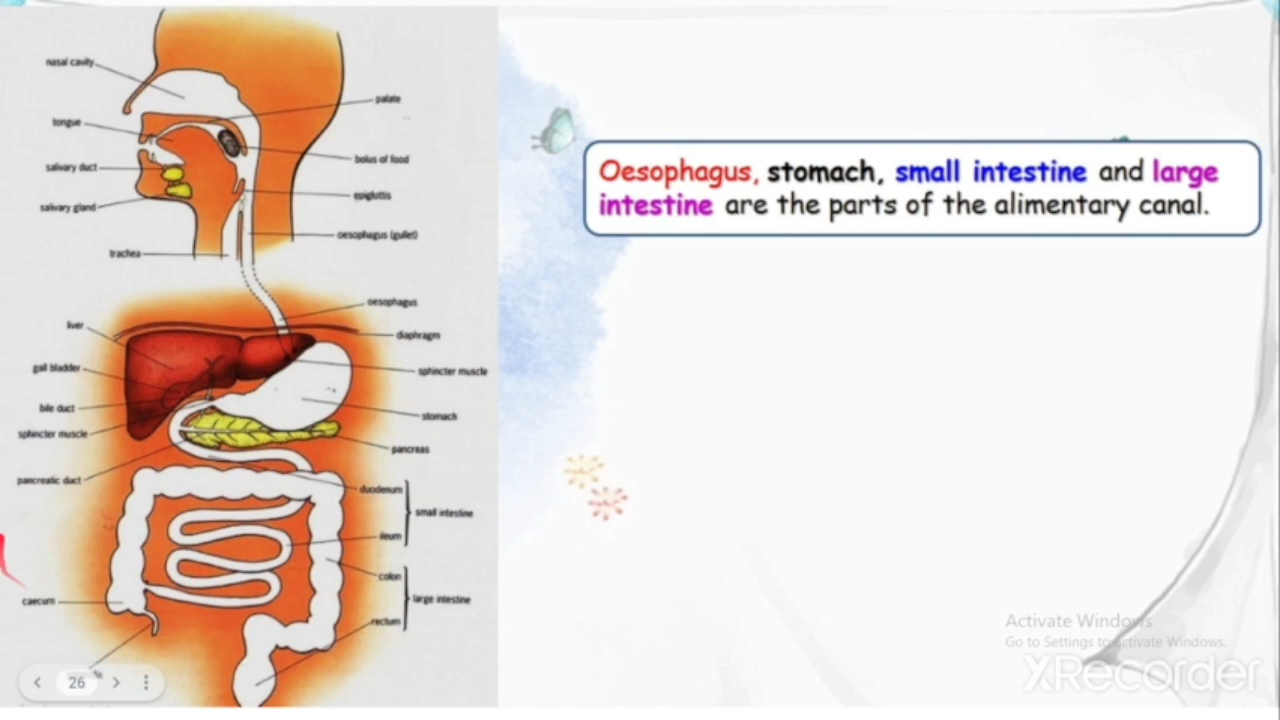 nasal cavity
palate
tongue
bolus of food
salivary duct
epiglottis
salivary gland
oesophagus (gullet)
trachea
oesophagus
liver
diaphragm
gall bladder
sphincter muscle
bile duct
stomach
sphincter muscle
pancreas
pancreatic duct
duodenum
small intestine
ileum
colon
caecum
large intestine
rectum
26
Oesophagus, stomach, small intestine and large
intestine are the parts of the alimentary canal.
Activate Windows
Go to Settings to activate Windows.
XRecorder